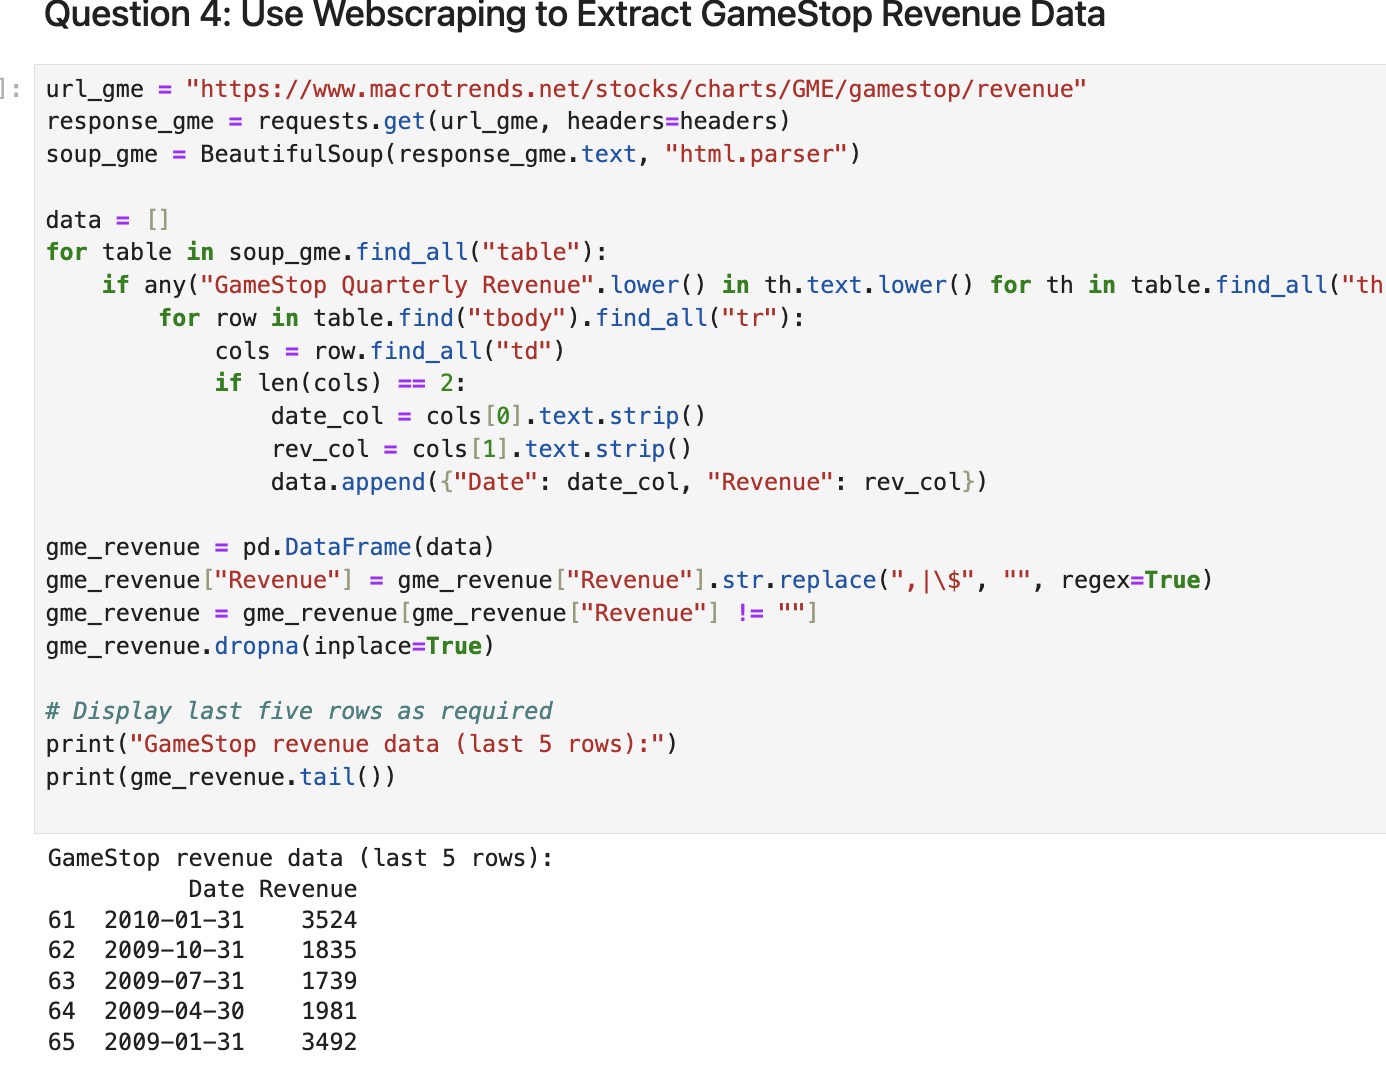 Question 4: Use Webscraping to Extract GameStop Revenue Data
]:
url_gme = "https://www.macrotrends.net/stocks/charts/GME/gamestop/revenue"
response_gme = requests.get(url_gme, headers=headers)
soup_gme = BeautifulSoup(response_gme.text, "html.parser")
data = []
for table in soup_gme.find_all("table"):
    if any("GameStop Quarterly Revenue".lower() in th.text.lower() for th in table.find_all("th
        for row in table.find("tbody").find_all("tr"):
            cols = row.find_all("td")
            if len(cols) == 2:
                date_col = cols[0].text.strip()
                rev_col = cols[1].text.strip()
                data.append({"Date": date_col, "Revenue": rev_col})
gme_revenue = pd.DataFrame(data)
gme_revenue["Revenue"] = gme_revenue["Revenue"].str.replace(",|\$", "", regex=True)
gme_revenue = gme_revenue[gme_revenue["Revenue"] != ""]
gme_revenue.dropna(inplace=True)
# Display last five rows as required
print("GameStop revenue data (last 5 rows):")
print(gme_revenue.tail())
GameStop revenue data (last 5 rows):
          Date Revenue
61  2010-01-31    3524
62  2009-10-31    1835
63  2009-07-31    1739
64  2009-04-30    1981
65  2009-01-31    3492